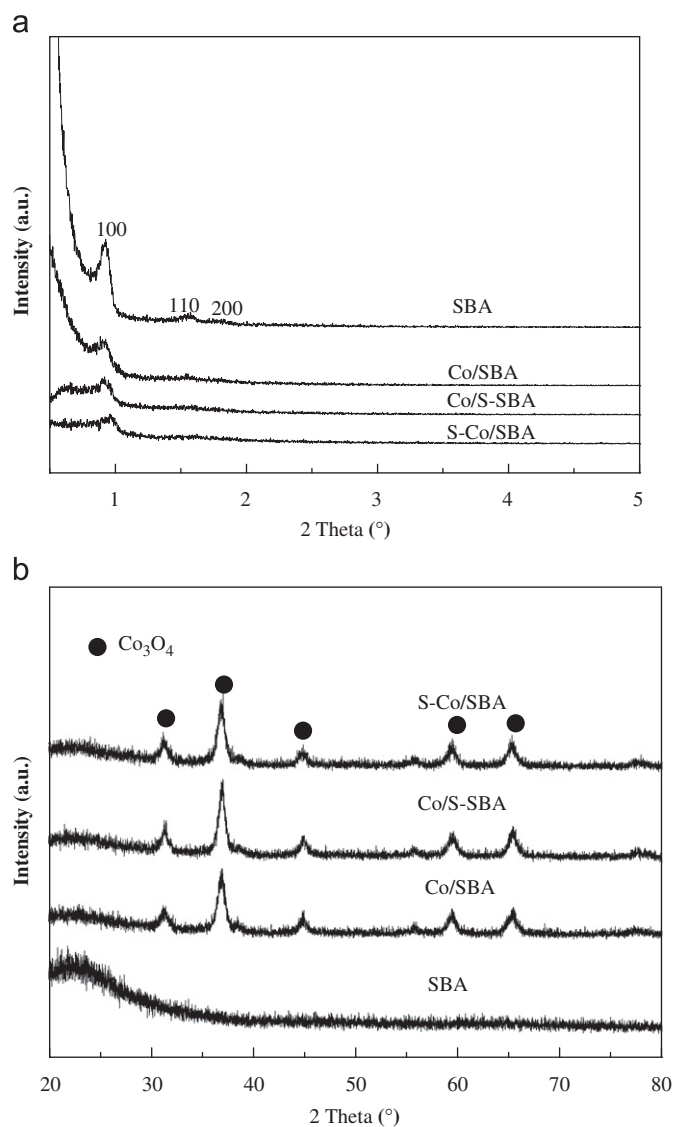 a
Intensity (a.u.)
100
110
200
SBA
Co/SBA
Co/S-SBA
S-Co/SBA
1 2 3 4 5
2 Theta (°)
b
Intensity (a.u.)
Co₃O₄
S-Co/SBA
Co/S-SBA
Co/SBA
SBA
20 30 40 50 60 70 80
2 Theta (°)